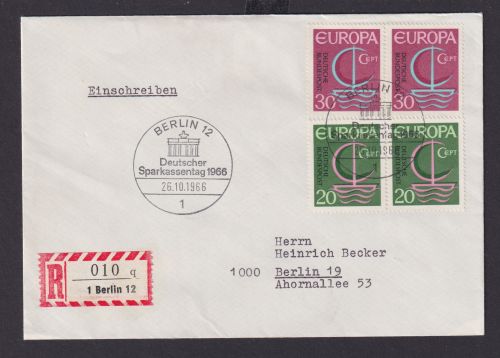 EUROPA EUROPA
CEPT CEPT
DEUTSCHE BUNDESPOST DEUTSCHE BUNDESPOST
30 30
Einschreiben
BERLIN 12
Deutscher
Sparkassentag 1966
26.10.1966
1
BERLIN
Deutscher
EUROPA EUROPA
CEPT CEPT
DEUTSCHE BUNDESPOST DEUTSCHE BUNDESPOST
20 20
Herrn
Heinrich Becker
1000 Berlin 19
Ahornallee 53
R 010 q
1 Berlin 12